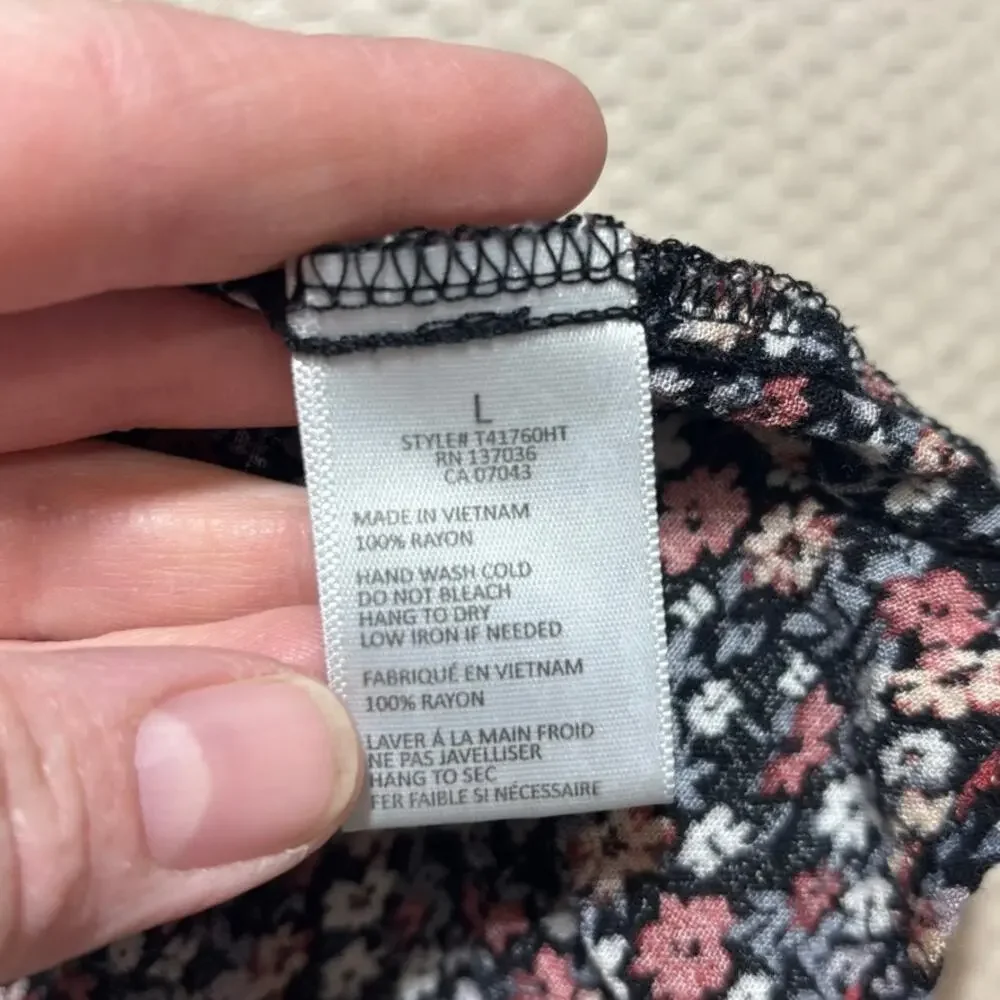 L
STYLE# T41760HT
RN 137036
CA 07043
MADE IN VIETNAM
100% RAYON
HAND WASH COLD
DO NOT BLEACH
HANG TO DRY
LOW IRON IF NEEDED
FABRIQUÉ EN VIETNAM
100% RAYON
LAVER Á LA MAIN FROID
NE PAS JAVELLISER
HANG TO SEC
FER FAIBLE SI NÉCESSAIRE